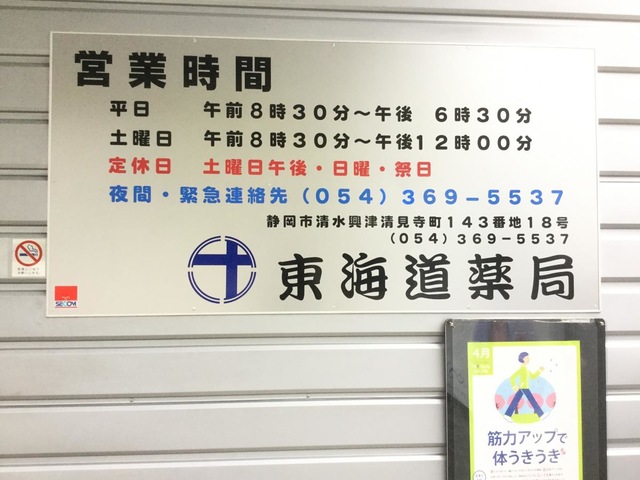 営業時間
平日 午前８時３０分～午後 ６時３０分
土曜日 午前８時３０分～午後１２時００分
定休日 土曜日午後・日曜・祭日
夜間・緊急連絡先（０５４）３６９－５５３７
静岡市清水興津清見寺町１４３番地１８号
（０５４）３６９－５５３７
東海道薬局
SECOM
4月
筋力アップで
体うきうき